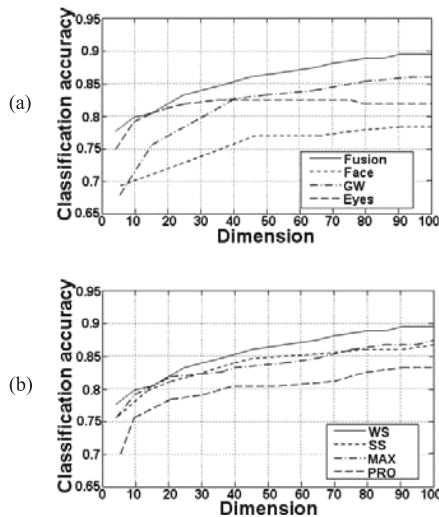 (a)
Classification accuracy
0.95
0.9
0.85
0.8
0.75
0.7
0.65
0 10 20 30 40 50 60 70 80 90 100
Dimension
Fusion
Face
GW
Eyes
(b)
Classification accuracy
0.95
0.9
0.85
0.8
0.75
0.7
0.65
0 10 20 30 40 50 60 70 80 90 100
Dimension
WS
SS
MAX
PRO